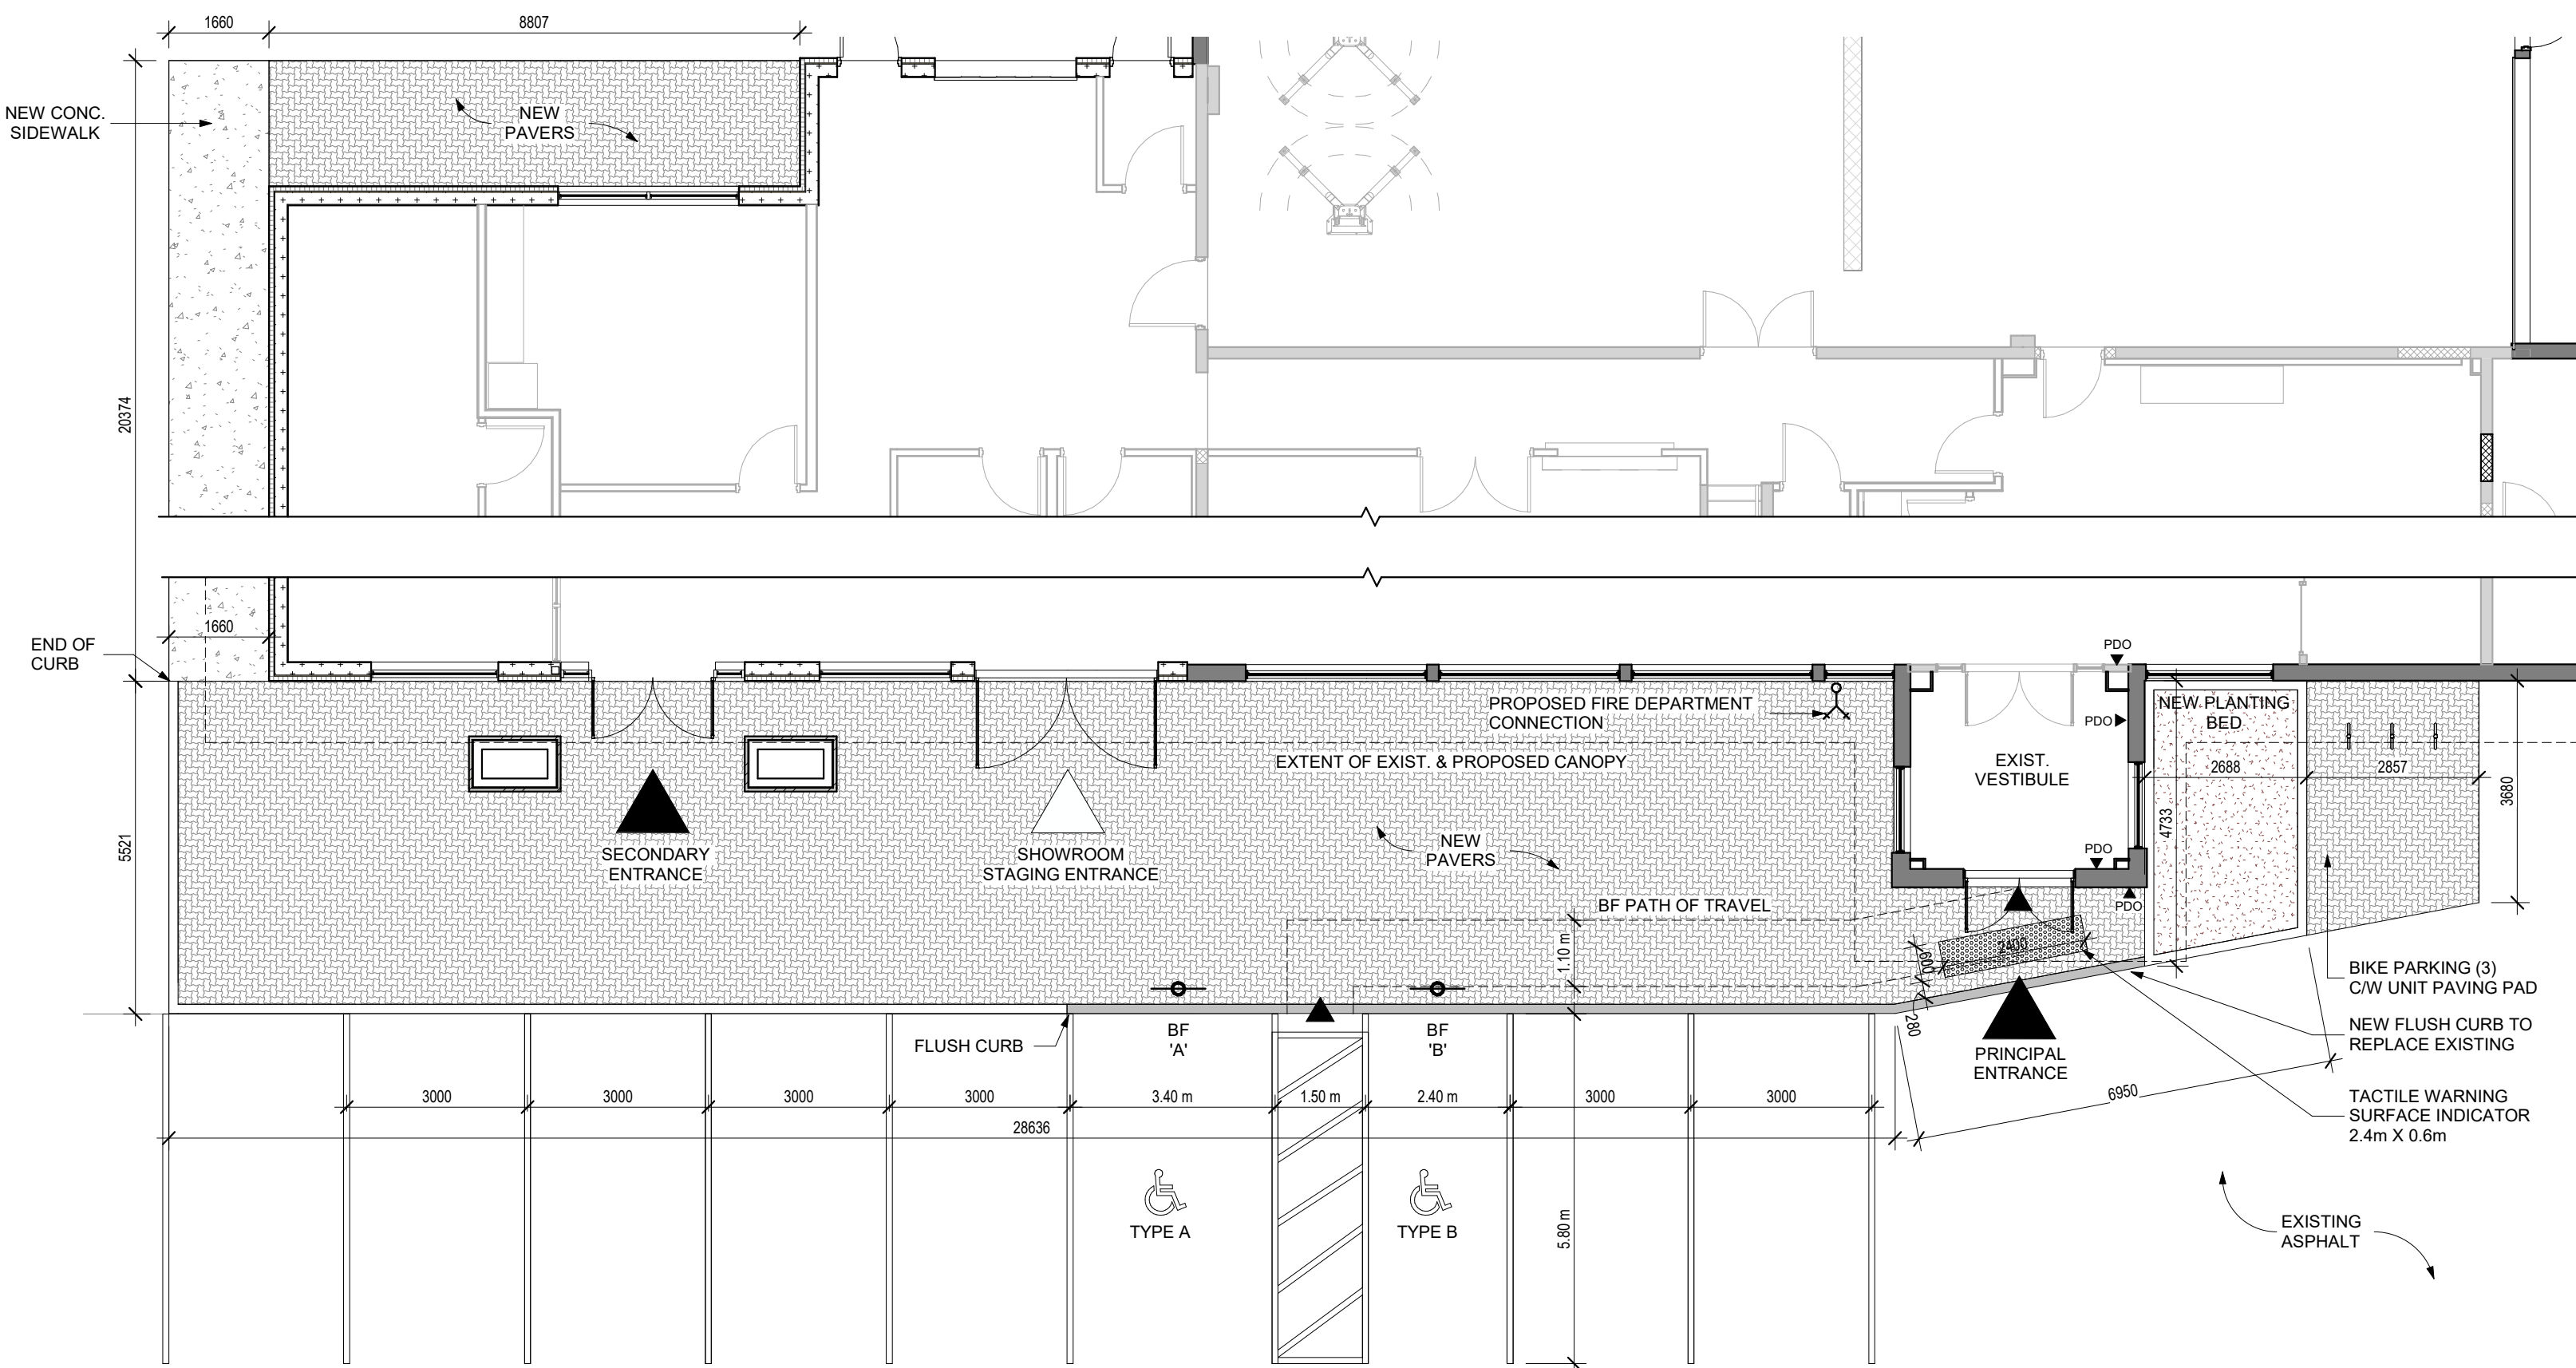 1660
8807
NEW CONC.
SIDEWALK
NEW
PAVERS
20374
1660
END OF
CURB
PDO
PROPOSED FIRE DEPARTMENT
CONNECTION
PDO
NEW PLANTING
BED
EXTENT OF EXIST. & PROPOSED CANOPY
EXIST.
VESTIBULE
2688
2857
3680
4733
5521
SECONDARY
ENTRANCE
SHOWROOM
STAGING ENTRANCE
NEW
PAVERS
PDO
BF PATH OF TRAVEL
PDO
1.10 m
2400
600
280
BIKE PARKING (3)
C/W UNIT PAVING PAD
FLUSH CURB
BF
'A'
BF
'B'
NEW FLUSH CURB TO
REPLACE EXISTING
PRINCIPAL
ENTRANCE
3000
3000
3000
3000
3.40 m
1.50 m
2.40 m
3000
3000
6950
28636
TACTILE WARNING
SURFACE INDICATOR
2.4m X 0.6m
TYPE A
TYPE B
5.80 m
EXISTING
ASPHALT